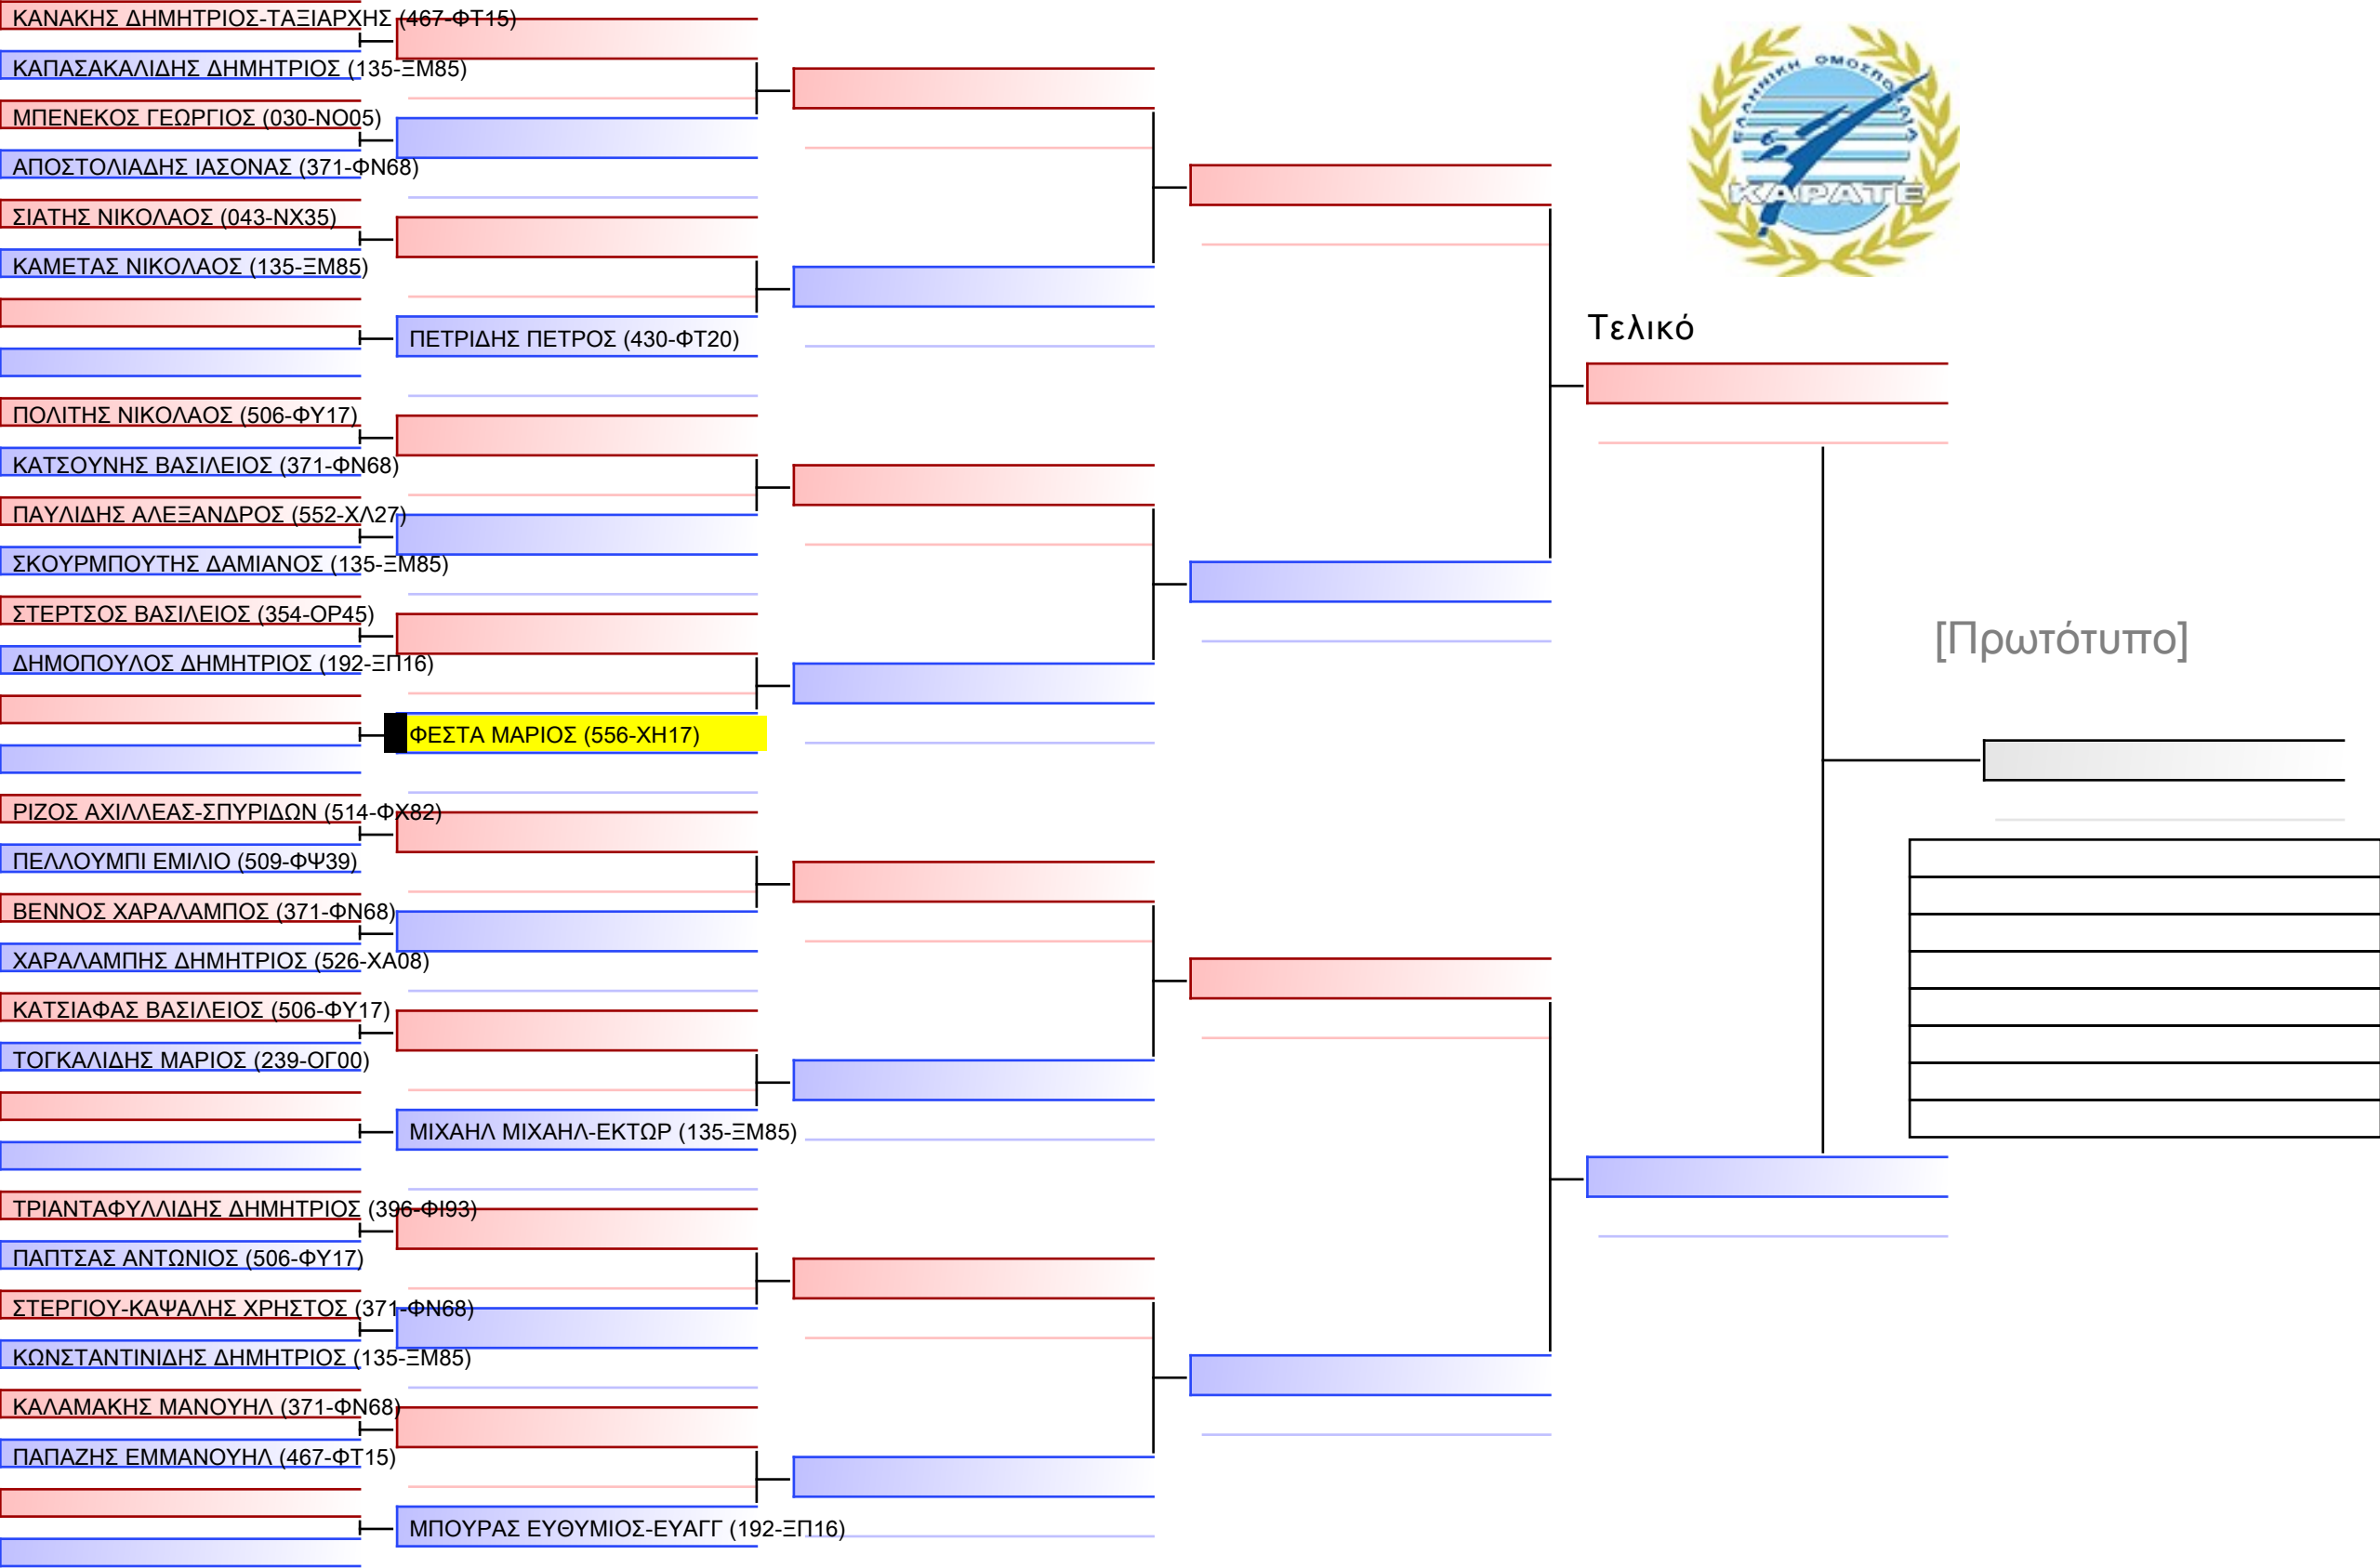 ΚΑΝΑΚΗΣ ΔΗΜΗΤΡΙΟΣ-ΤΑΞΙΑΡΧΗΣ (467-ΦΤ15)
ΚΑΠΑΣΑΚΑΛΙΔΗΣ ΔΗΜΗΤΡΙΟΣ (135-ΞΜ85)
ΜΠΕΝΕΚΟΣ ΓΕΩΡΓΙΟΣ (030-ΝΟ05)
ΑΠΟΣΤΟΛΙΑΔΗΣ ΙΑΣΟΝΑΣ (371-ΦΝ68)
ΣΙΑΤΗΣ ΝΙΚΟΛΑΟΣ (043-ΝΧ35)
ΚΑΜΕΤΑΣ ΝΙΚΟΛΑΟΣ (135-ΞΜ85)
ΠΕΤΡΙΔΗΣ ΠΕΤΡΟΣ (430-ΦΤ20)
ΠΟΛΙΤΗΣ ΝΙΚΟΛΑΟΣ (506-ΦΥ17)
ΚΑΤΣΟΥΝΗΣ ΒΑΣΙΛΕΙΟΣ (371-ΦΝ68)
ΠΑΥΛΙΔΗΣ ΑΛΕΞΑΝΔΡΟΣ (552-ΧΛ27)
ΣΚΟΥΡΜΠΟΥΤΗΣ ΔΑΜΙΑΝΟΣ (135-ΞΜ85)
ΣΤΕΡΤΣΟΣ ΒΑΣΙΛΕΙΟΣ (354-ΟΡ45)
ΔΗΜΟΠΟΥΛΟΣ ΔΗΜΗΤΡΙΟΣ (192-ΞΠ16)
ΦΕΣΤΑ ΜΑΡΙΟΣ (556-ΧΗ17)
ΡΙΖΟΣ ΑΧΙΛΛΕΑΣ-ΣΠΥΡΙΔΩΝ (514-ΦΧ82)
ΠΕΛΛΟΥΜΠΙ ΕΜΙΛΙΟ (509-ΦΨ39)
ΒΕΝΝΟΣ ΧΑΡΑΛΑΜΠΟΣ (371-ΦΝ68)
ΧΑΡΑΛΑΜΠΗΣ ΔΗΜΗΤΡΙΟΣ (526-ΧΑ08)
ΚΑΤΣΙΑΦΑΣ ΒΑΣΙΛΕΙΟΣ (506-ΦΥ17)
ΤΟΓΚΑΛΙΔΗΣ ΜΑΡΙΟΣ (239-ΟΓ00)
ΜΙΧΑΗΛ ΜΙΧΑΗΛ-ΕΚΤΩΡ (135-ΞΜ85)
ΤΡΙΑΝΤΑΦΥΛΛΙΔΗΣ ΔΗΜΗΤΡΙΟΣ (396-ΦΙ93)
ΠΑΠΤΣΑΣ ΑΝΤΩΝΙΟΣ (506-ΦΥ17)
ΣΤΕΡΓΙΟΥ-ΚΑΨΑΛΗΣ ΧΡΗΣΤΟΣ (371-ΦΝ68)
ΚΩΝΣΤΑΝΤΙΝΙΔΗΣ ΔΗΜΗΤΡΙΟΣ (135-ΞΜ85)
ΚΑΛΑΜΑΚΗΣ ΜΑΝΟΥΗΛ (371-ΦΝ68)
ΠΑΠΑΖΗΣ ΕΜΜΑΝΟΥΗΛ (467-ΦΤ15)
ΜΠΟΥΡΑΣ ΕΥΘΥΜΙΟΣ-ΕΥΑΓΓ (192-ΞΠ16)
ΕΛΛΗΝΙΚΗ ΟΜΟΣΠΟΝΔΙΑ
ΚΑΡΑΤΕ
Τελικό
[Πρωτότυπο]